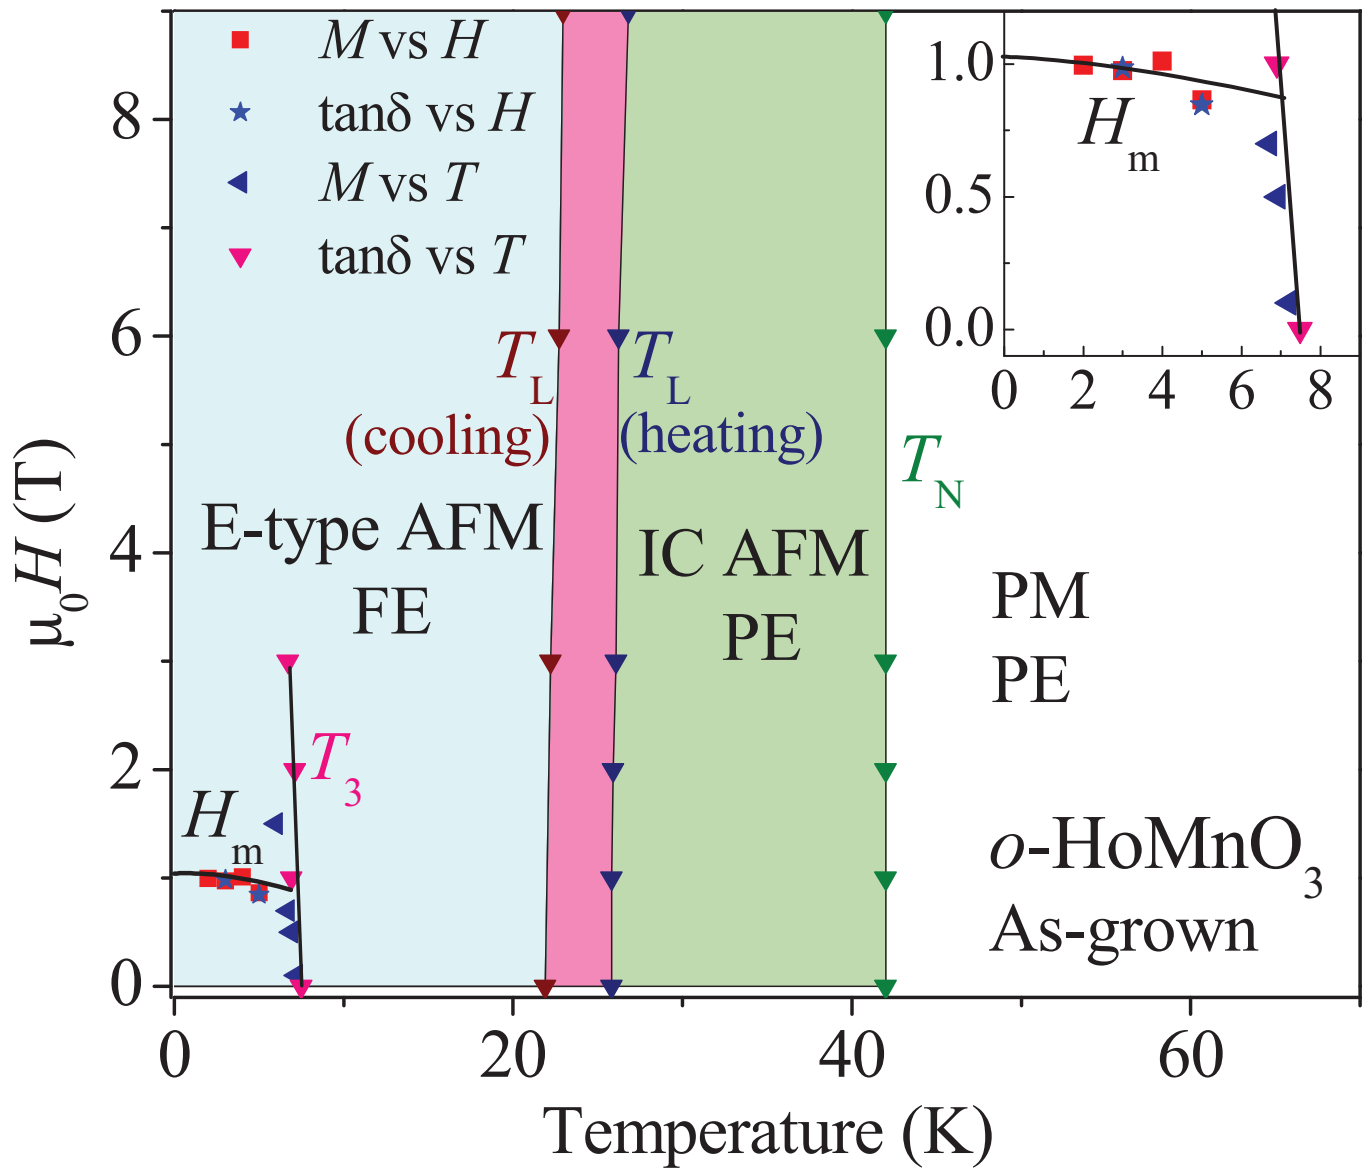 M vs H
tanδ vs H
M vs T
tanδ vs T
1.0
0.5
0.0
0 2 4 6 8
Hm
8
6
4
2
0
μ0H (T)
TL
(cooling)
TL
(heating)
TN
E-type AFM
FE
IC AFM
PE
PM
PE
T3
Hm
o-HoMnO3
As-grown
0 20 40 60
Temperature (K)